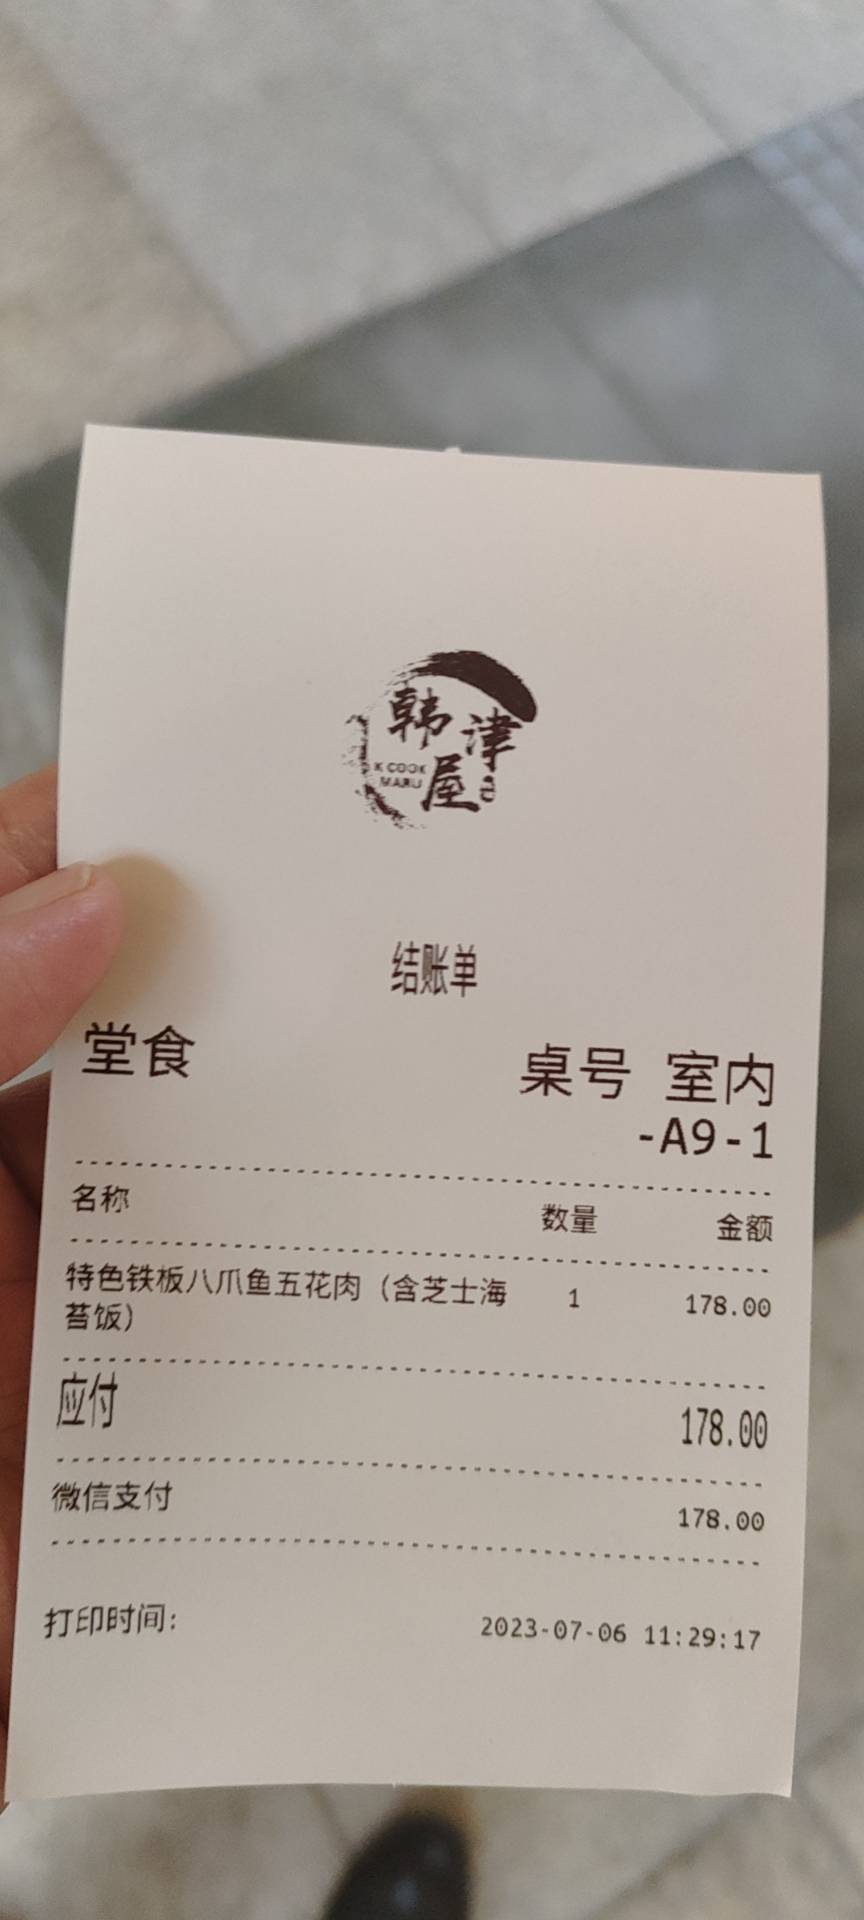 韩津
屋
K COOK
MARU
结账单
堂食 桌号 室内
-A9-1
名称 数量 金额
特色铁板八爪鱼五花肉（含芝士海 1 178.00
苔饭）
应付 178.00
微信支付 178.00
打印时间: 2023-07-06 11:29:17